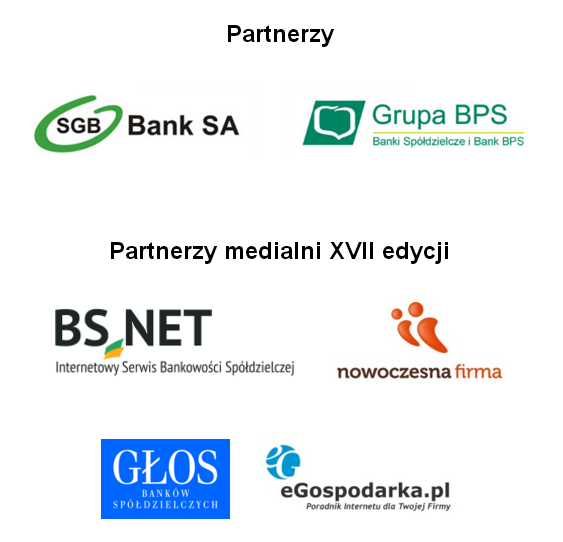 Partnerzy
SGB Bank SA
Grupa BPS
Banki Spółdzielcze i Bank BPS
Partnerzy medialni XVII edycji
BS.NET
Internetowy Serwis Bankowości Spółdzielczej
nowoczesna firma
GŁOS
BANKÓW
SPÓŁDZIELCZYCH
eGospodarka.pl
Poradnik Internetu dla Twojej Firmy